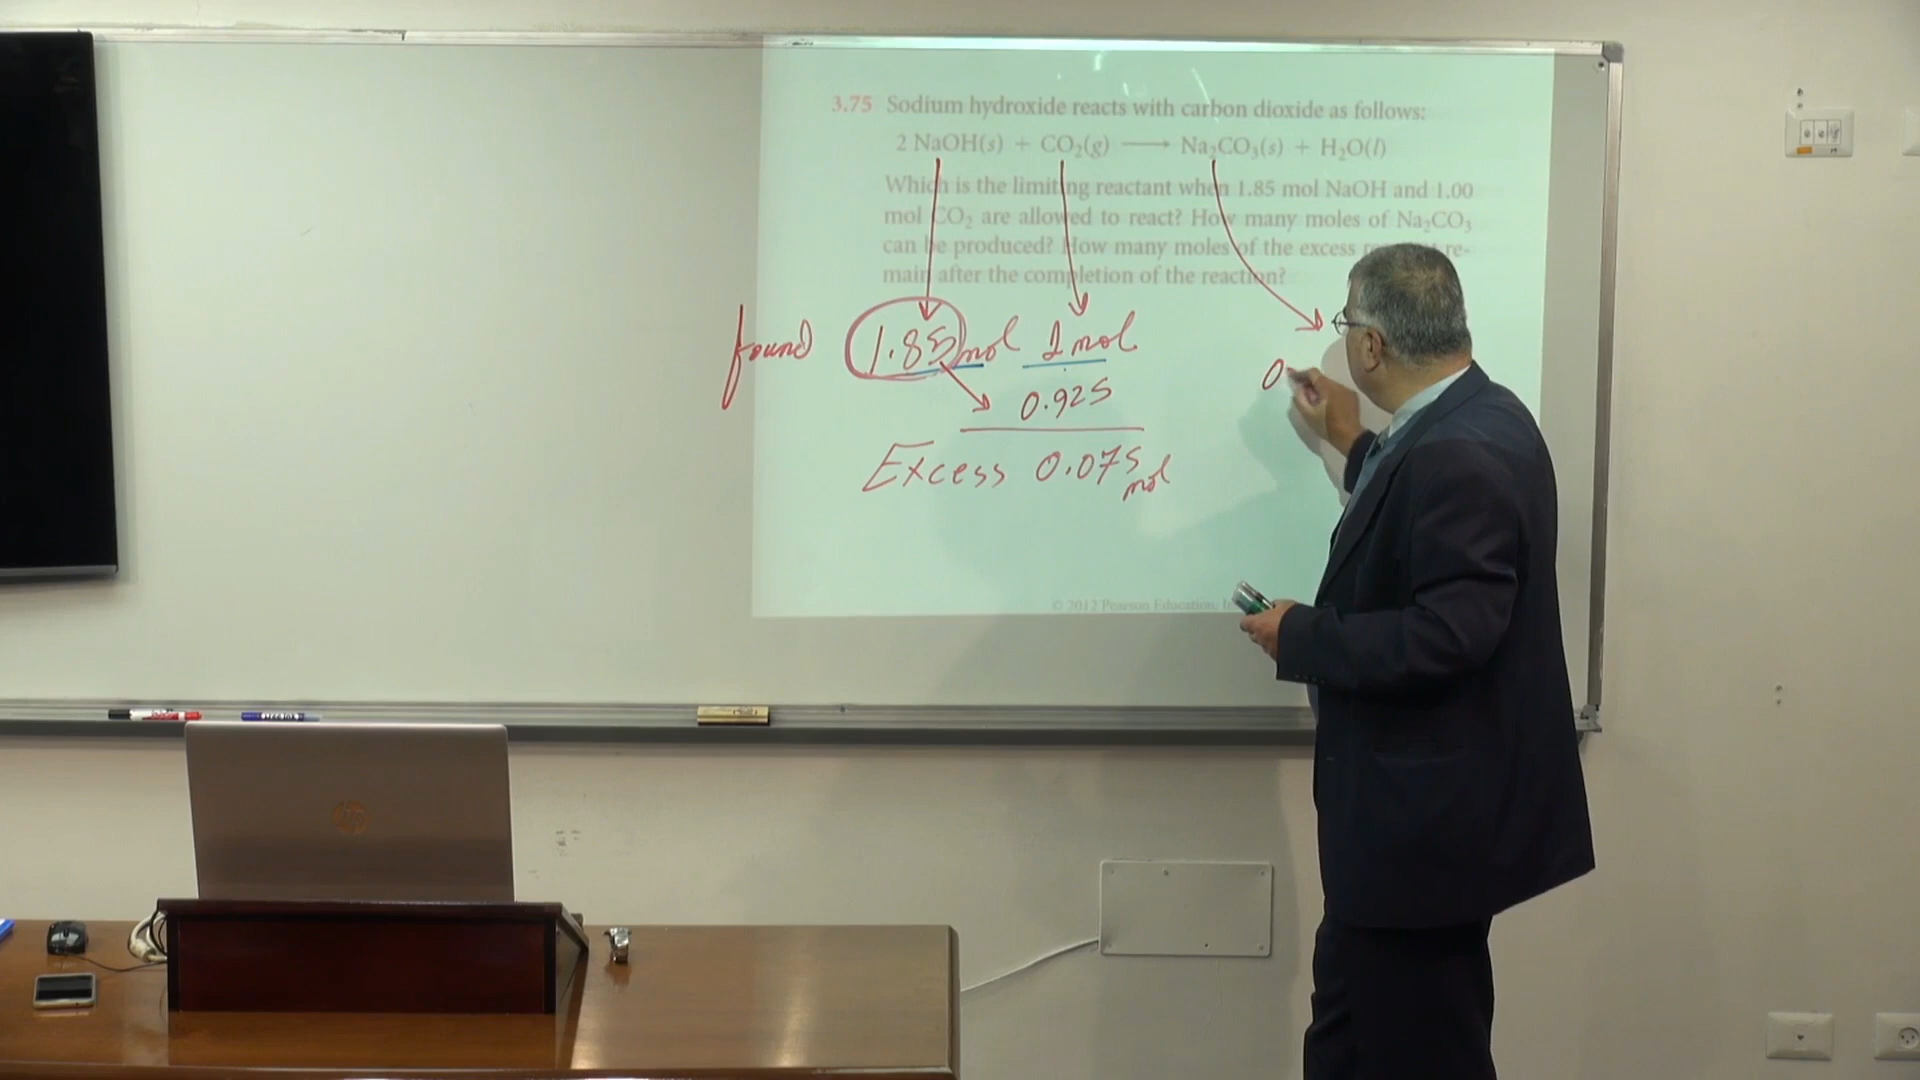 3.75 Sodium hydroxide reacts with carbon dioxide as follows:
2 NaOH(s) + CO₂(g) ⟶ Na₂CO₃(s) + H₂O(l)
Which is the limiting reactant when 1.85 mol NaOH and 1.00
mol CO₂ are allowed to react? How many moles of Na₂CO₃
can be produced? How many moles of the excess re-
main after the completion of the reaction?
found 1.85 mol 1 mol
0.925 0
Excess 0.075 mol
© 2012 Pearson Education,
hp